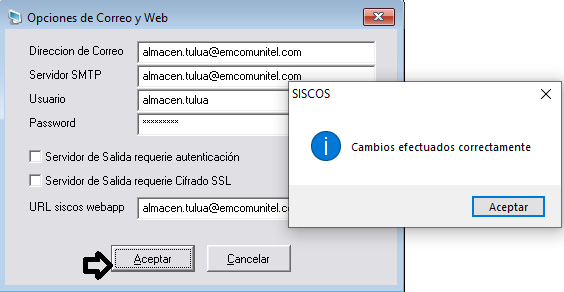 Opciones de Correo y Web
Direccion de Correo almacen.tulua@emcomunitel.com
Servidor SMTP almacen.tulua@emcomunitel.com
Usuario almacen.tulua
Password xxxxxxxxx
Servidor de Salida requerie autenticación
Servidor de Salida requerie Cifrado SSL
URL siscos webapp almacen.tulua@emcomunitel.c
Aceptar Cancelar
SISCOS
Cambios efectuados correctamente
Aceptar